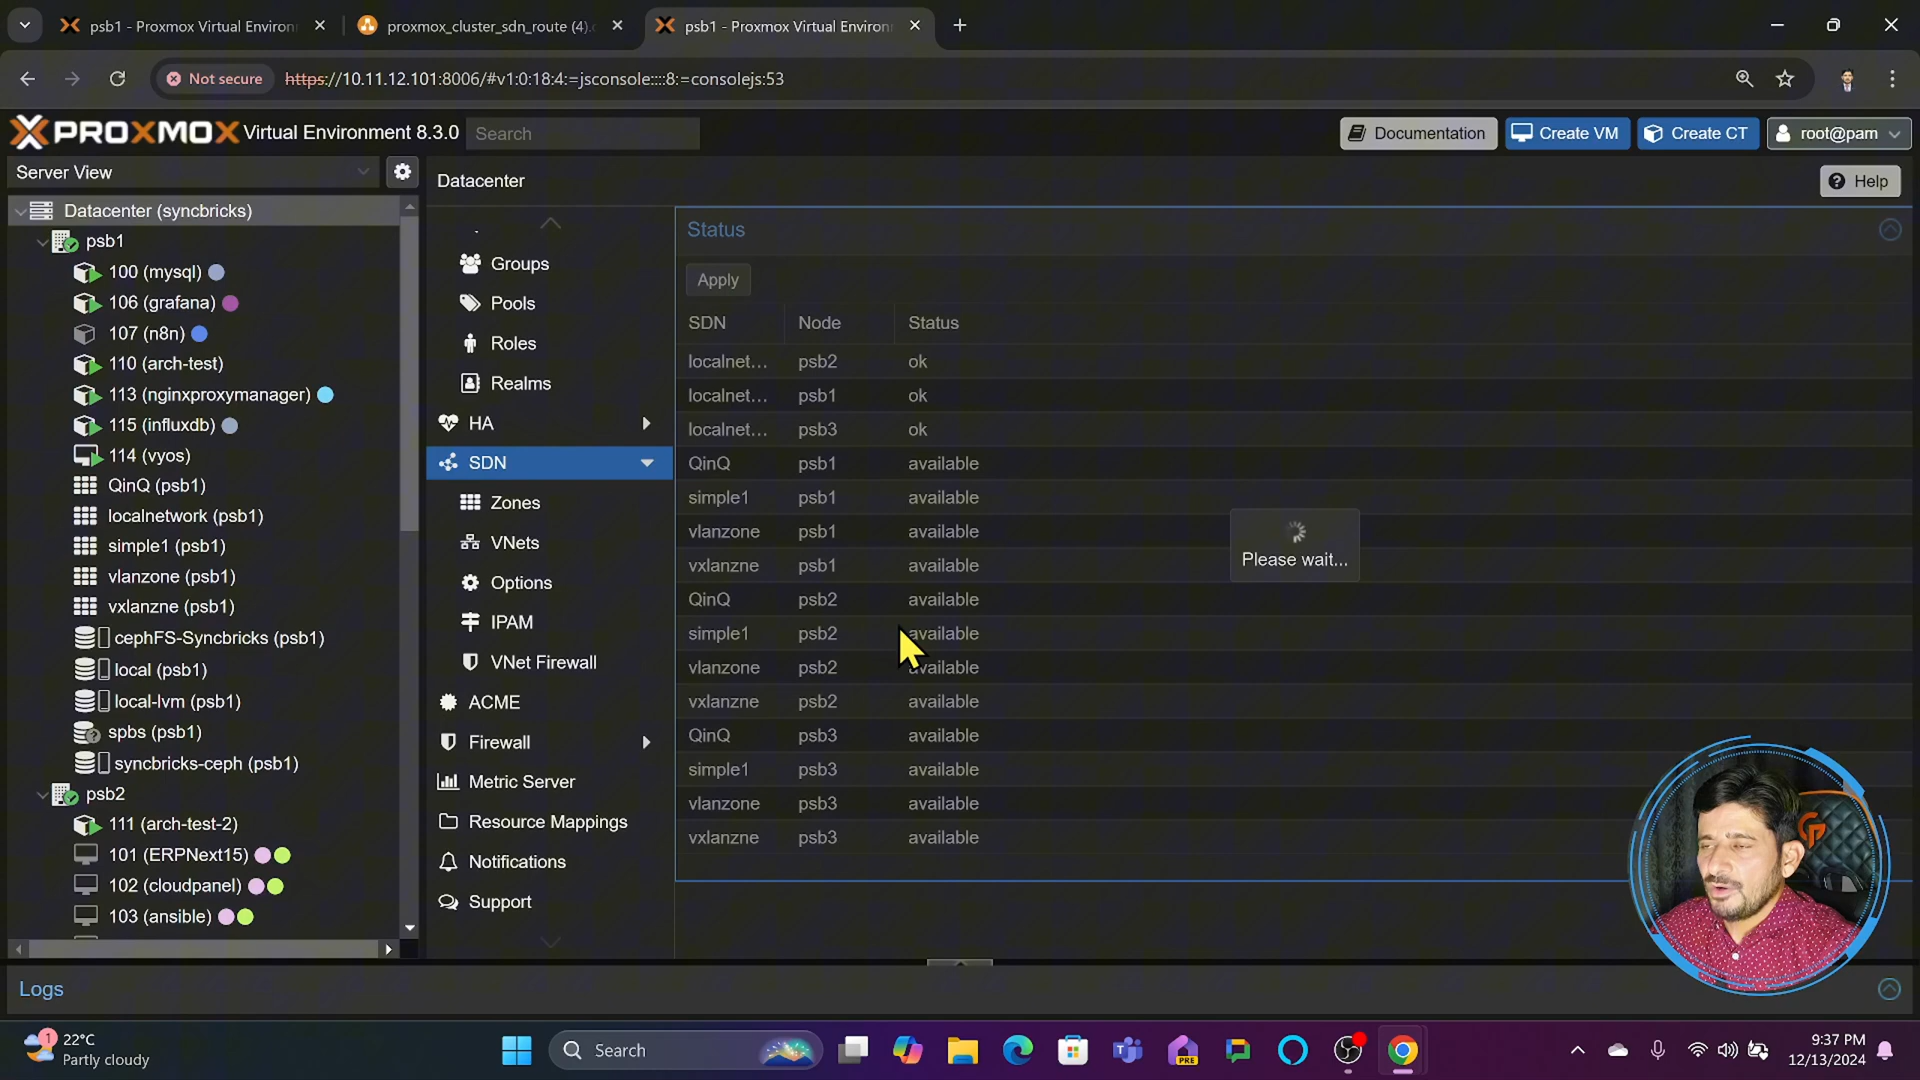 psb1 - Proxmox Virtual Environ
proxmox_cluster_sdn_route (4).
psb1 - Proxmox Virtual Environ
Not secure
https://10.11.12.101:8006/#v1:0:18:4:=jsconsole::::8:=consolejs:53
PROXMOX Virtual Environment 8.3.0
Search
Documentation
Create VM
Create CT
root@pam
Server View
Datacenter
Help
Datacenter (syncbricks)
psb1
100 (mysql)
106 (grafana)
107 (n8n)
110 (arch-test)
113 (nginxproxymanager)
115 (influxdb)
114 (vyos)
QinQ (psb1)
localnetwork (psb1)
simple1 (psb1)
vlanzone (psb1)
vxlanzne (psb1)
cephFS-Syncbricks (psb1)
local (psb1)
local-lvm (psb1)
spbs (psb1)
syncbricks-ceph (psb1)
psb2
111 (arch-test-2)
101 (ERPNext15)
102 (cloudpanel)
103 (ansible)
Groups
Pools
Roles
Realms
HA
SDN
Zones
VNets
Options
IPAM
VNet Firewall
ACME
Firewall
Metric Server
Resource Mappings
Notifications
Support
Status
Apply
SDN Node Status
localnet... psb2 ok
localnet... psb1 ok
localnet... psb3 ok
QinQ psb1 available
simple1 psb1 available
vlanzone psb1 available
vxlanzne psb1 available
QinQ psb2 available
simple1 psb2 available
vlanzone psb2 available
vxlanzne psb2 available
QinQ psb3 available
simple1 psb3 available
vlanzone psb3 available
vxlanzne psb3 available
Please wait...
Logs
1
22°C
Partly cloudy
Search
PRE
9:37 PM
12/13/2024